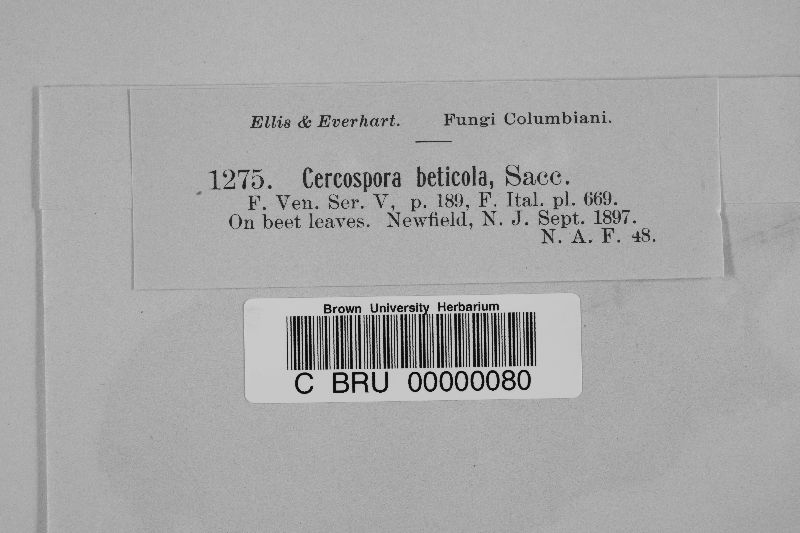 Ellis & Everhart. Fungi Columbiani.
1275. Cercospora beticola, Sacc.
F. Ven. Ser. V, p. 189, F. Ital. pl. 669.
On beet leaves. Newfield, N. J. Sept. 1897.
N. A. F. 48.
Brown University Herbarium
C BRU 00000080